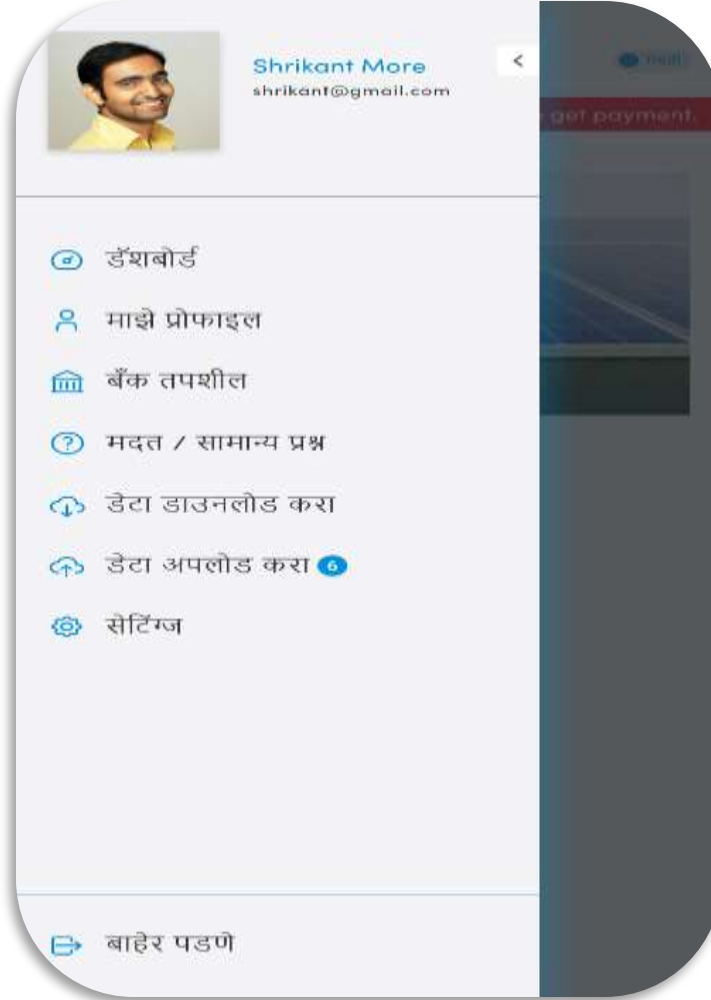 Shrikant More
shrikant@gmail.com
get payment.
डॅशबोर्ड
माझे प्रोफाइल
बँक तपशील
मदत / सामान्य प्रश्न
डेटा डाउनलोड करा
डेटा अपलोड करा 6
सेटिंग्ज
बाहेर पडणे